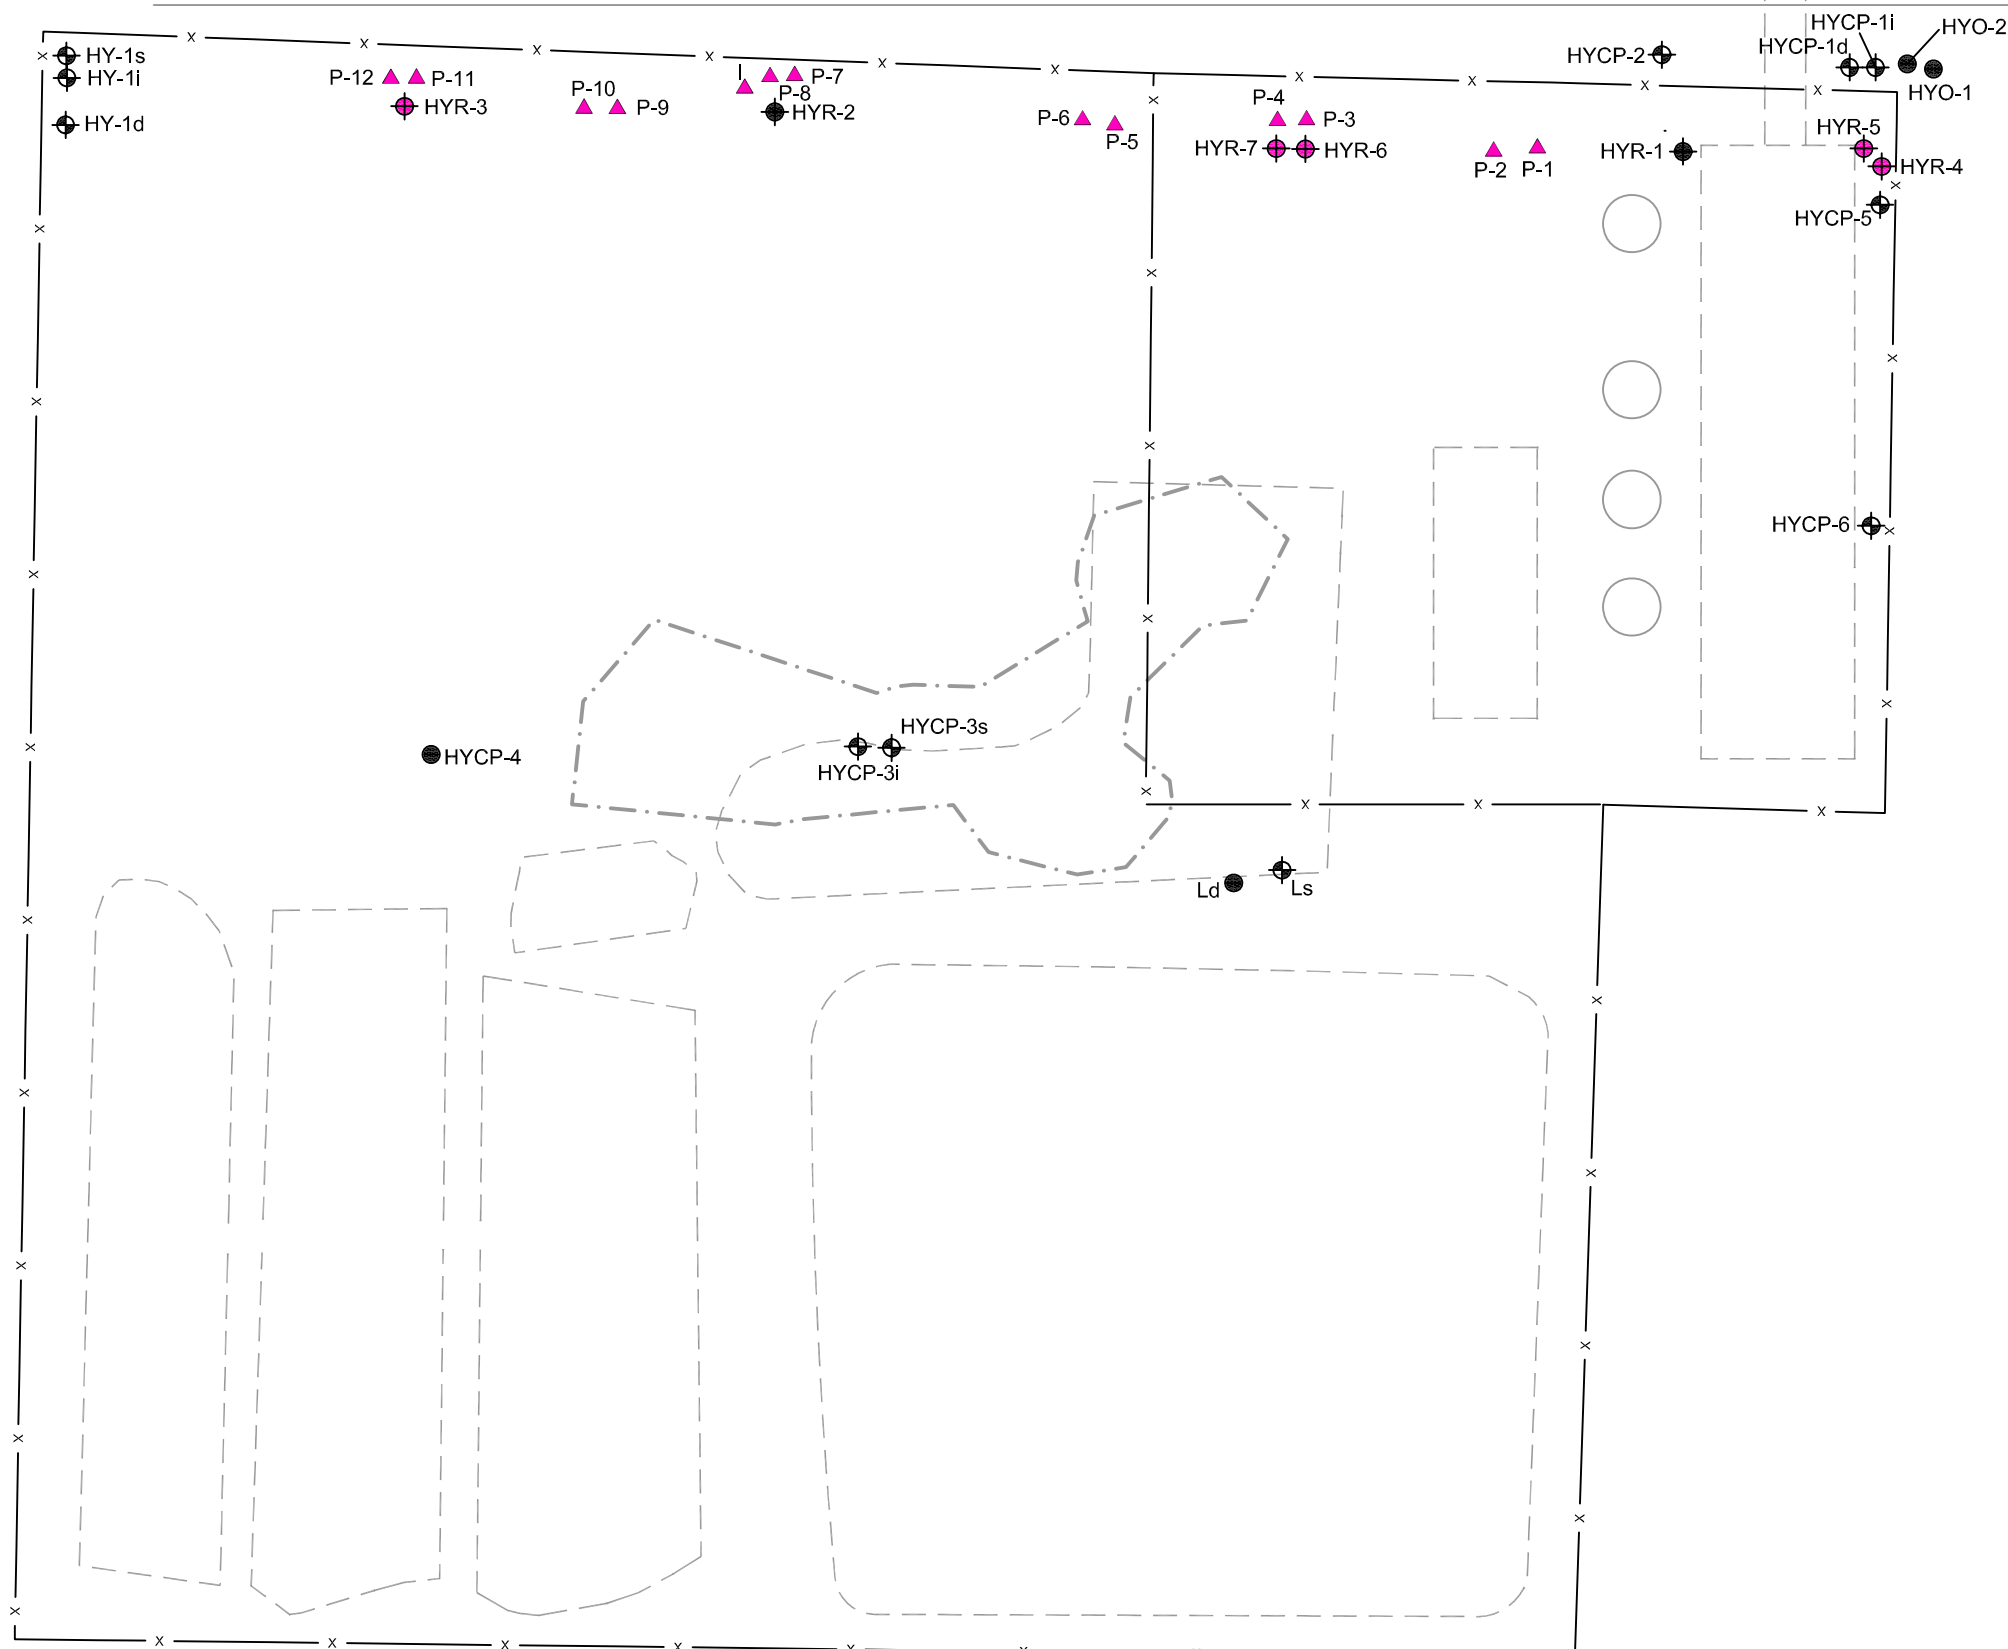 HYCP-1i
HYO-2
HYCP-1d
HYCP-2
HY-1s
HY-1i
P-12
P-11
I
P-7
P-8
P-10
P-9
HYO-1
HYR-3
HYR-2
P-4
P-3
P-6
P-5
HY-1d
HYR-5
HYR-7
HYR-6
HYR-1
P-2
P-1
HYR-4
HYCP-5
HYCP-6
HYCP-3s
HYCP-4
HYCP-3i
Ld
Ls